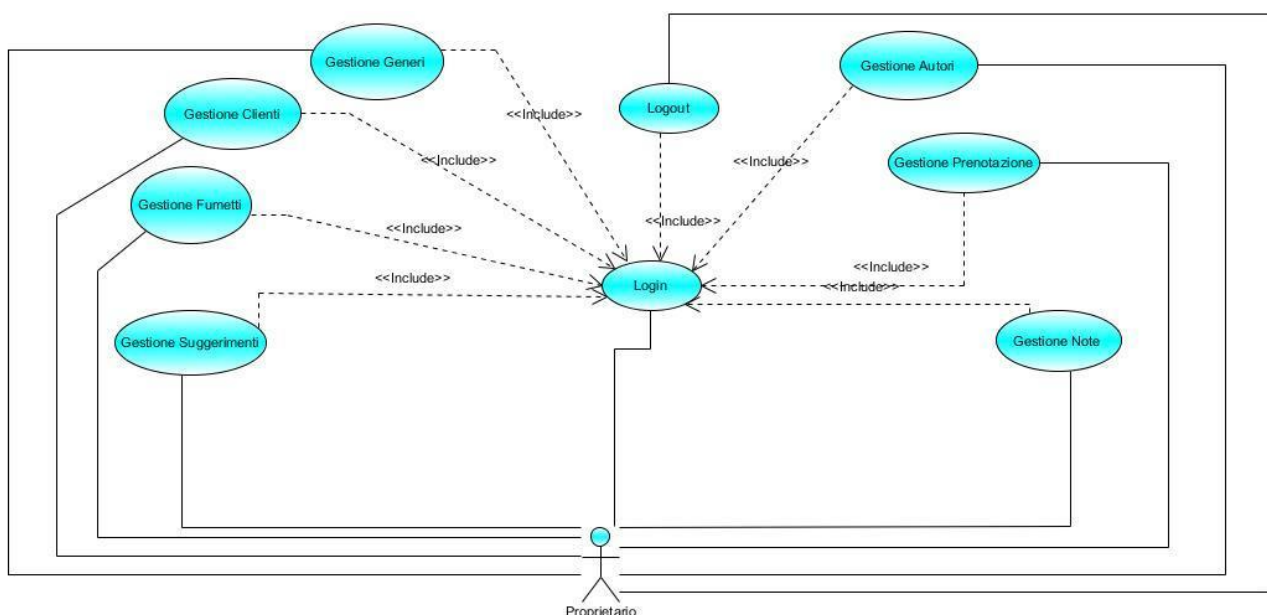 Gestione Generi
Gestione Autori
Gestione Clienti
Logout
<<Include>>
<<Include>>
<<Include>>
Gestione Prenotazione
Gestione Fumetti
<<Include>>
<<Include>>
<<Include>>
<<Include>>
Login
<<Include>>
Gestione Suggerimenti
Gestione Note
Proprietario